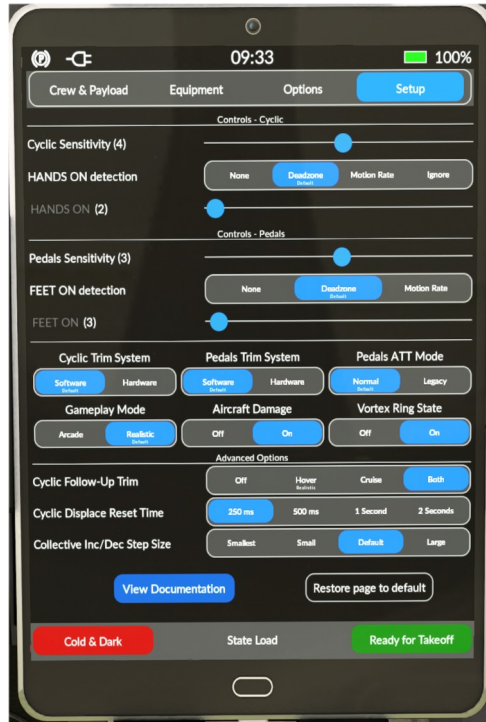 09:33
100%
Crew & Payload Equipment Options Setup
Controls - Cyclic
Cyclic Sensitivity (4)
HANDS ON detection None Deadzone Default Motion Rate Ignore
HANDS ON (2)
Controls - Pedals
Pedals Sensitivity (3)
FEET ON detection None Deadzone Default Motion Rate
FEET ON (3)
Cyclic Trim System Pedals Trim System Pedals ATT Mode
Software Default Hardware Software Default Hardware Normal Default Legacy
Gameplay Mode Aircraft Damage Vortex Ring State
Arcade Realistic Default Off On Off On
Advanced Options
Cyclic Follow-Up Trim Off Hover Realistic Cruise Both
Cyclic Displace Reset Time 250 ms 500 ms 1 Second 2 Seconds
Collective Inc/Dec Step Size Smallest Small Default Large
View Documentation Restore page to default
Cold & Dark State Load Ready for Takeoff